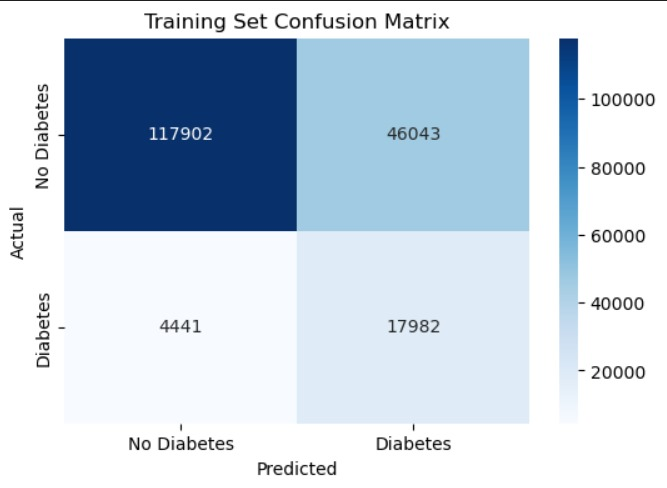 Training Set Confusion Matrix
No Diabetes
117902
46043
Diabetes
4441
17982
Actual
No Diabetes
Diabetes
Predicted
100000
80000
60000
40000
20000